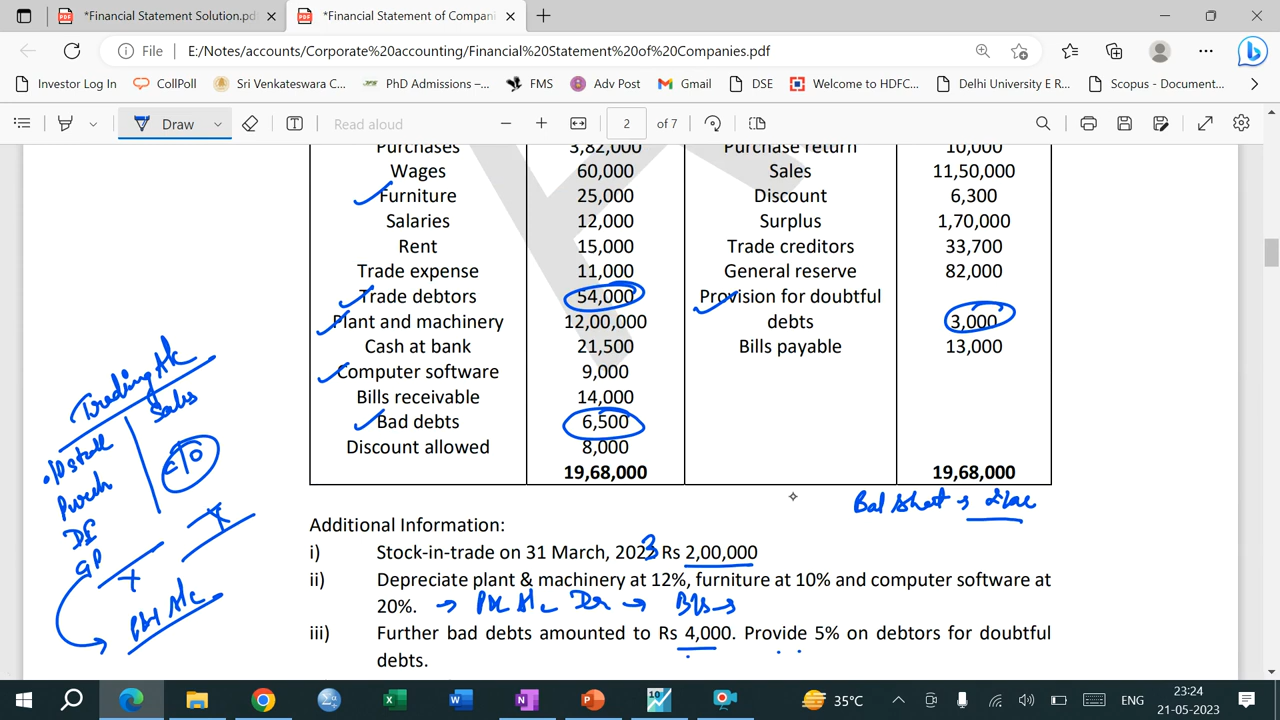 *Financial Statement Solution.pdf
*Financial Statement of Compani
File E:/Notes/accounts/Corporate%20accounting/Financial%20Statement%20of%20Companies.pdf
Investor Log In CollPoll Sri Venkateswara C... PhD Admissions –... FMS Adv Post Gmail DSE Welcome to HDFC... Delhi University E R... Scopus - Document...
Draw Read aloud 2 of 7
Purchases 3,82,000 Purchase return 10,000
Wages 60,000 Sales 11,50,000
Furniture 25,000 Discount 6,300
Salaries 12,000 Surplus 1,70,000
Rent 15,000 Trade creditors 33,700
Trade expense 11,000 General reserve 82,000
Trade debtors 54,000 Provision for doubtful
Plant and machinery 12,00,000 debts 3,000
Cash at bank 21,500 Bills payable 13,000
Computer software 9,000
Bills receivable 14,000
Bad debts 6,500
Discount allowed 8,000
19,68,000 19,68,000
Trading A/c
Sales
Purch
DE
GP
P&L A/c
Bal Sheet → 2 lac
Additional Information:
i) Stock-in-trade on 31 March, 2023 Rs 2,00,000
ii) Depreciate plant & machinery at 12%, furniture at 10% and computer software at
20%. → P&L A/c Dr → B/S →
iii) Further bad debts amounted to Rs 4,000. Provide 5% on debtors for doubtful
debts.
35°C ENG 23:24
21-05-2023